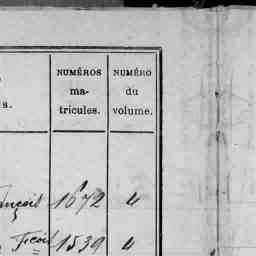 NUMÉROS NUMÉRO
ma- du
s. tricules. volume.
1672 4
1539 4